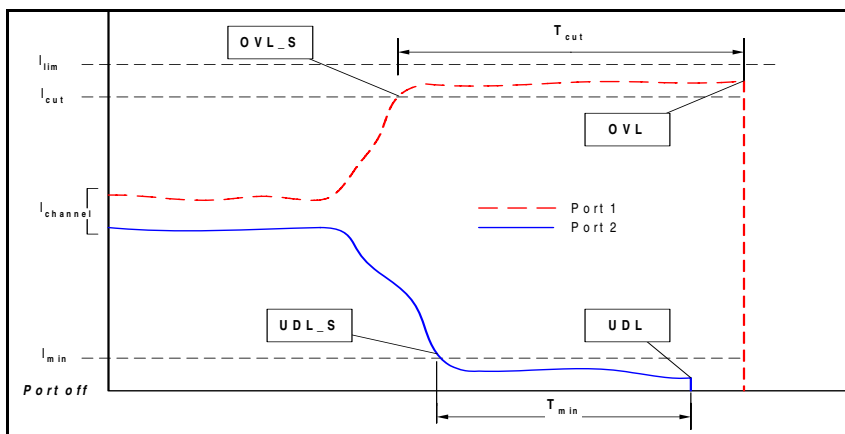 T cut
OVL_S
I lim
I cut
OVL
I channel
Port 1
Port 2
UDL_S
UDL
I min
Port off
T min